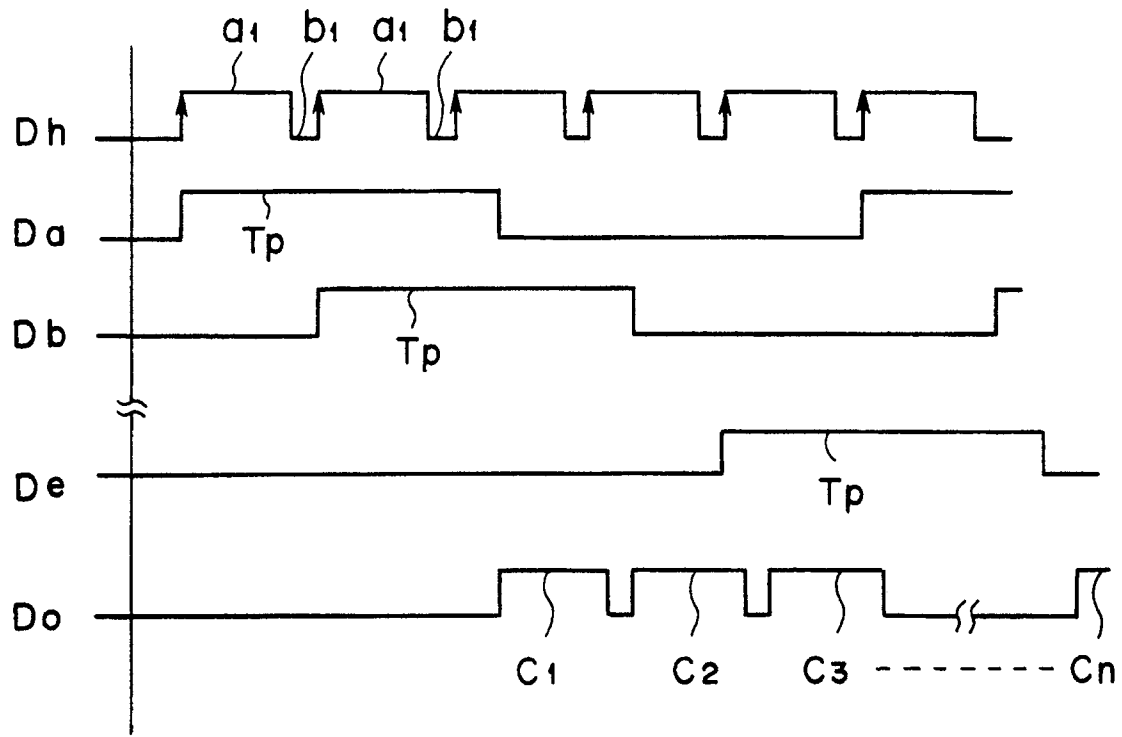 a1 b1 a1 b1
Dh
Da
Tp
Db
Tp
De
Tp
Do
C1 C2 C3 --------- Cn